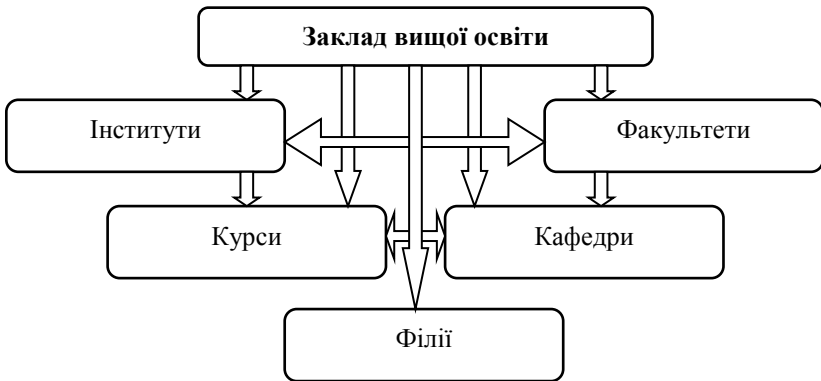 Заклад вищої освіти
Інститути
Факультети
Курси
Кафедри
Філії